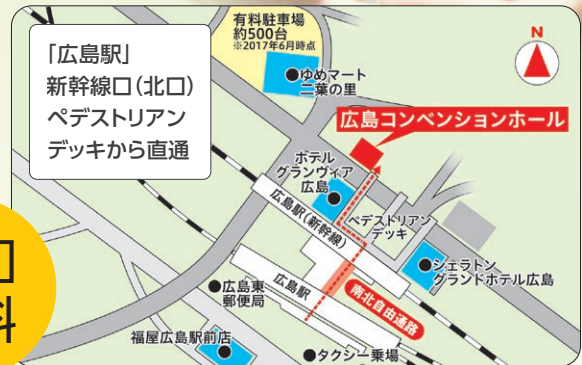 「広島駅」
新幹線口(北口)
ペデストリアン
デッキから直通
有料駐車場
約500台
※2017年6月時点
●ゆめマート
二葉の里
N
広島コンベンションホール
ホテル
グランヴィア
広島
広島駅(新幹線)
ペデストリアン
デッキ
●シェラトン
グランドホテル広島
広島駅
南北自由通路
●広島東
郵便局
福屋広島駅前店
●タクシー乗場
料